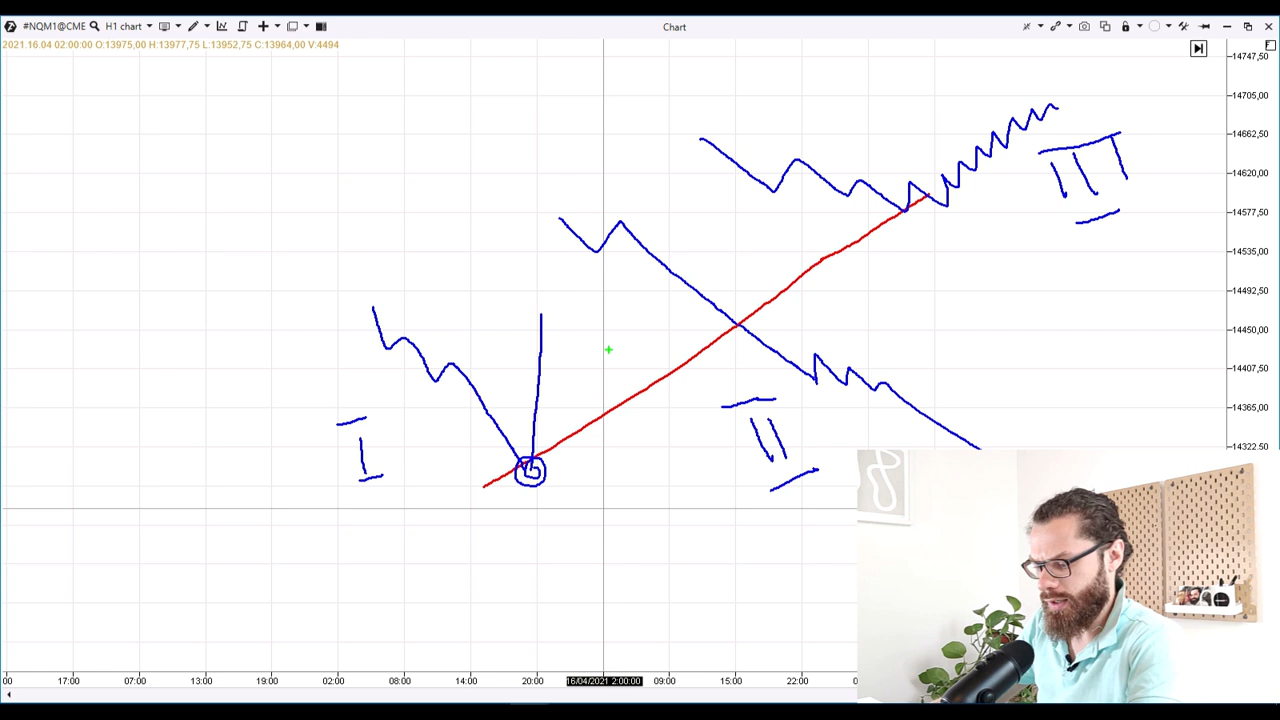 #NQM1@CME H1 chart Chart
2021.16.04 02:00:00 O:13975,00 H:13977,75 L:13952,75 C:13964,00 V:4494
F
14747,50
14705,00
14662,50
14620,00
14577,50
14535,00
14492,50
14450,00
14407,50
14365,00
14322,50
III
II
I
00 17:00 07:00 13:00 19:00 02:00 08:00 14:00 20:00 16/04/2021 2:00:00 09:00 15:00 22:00